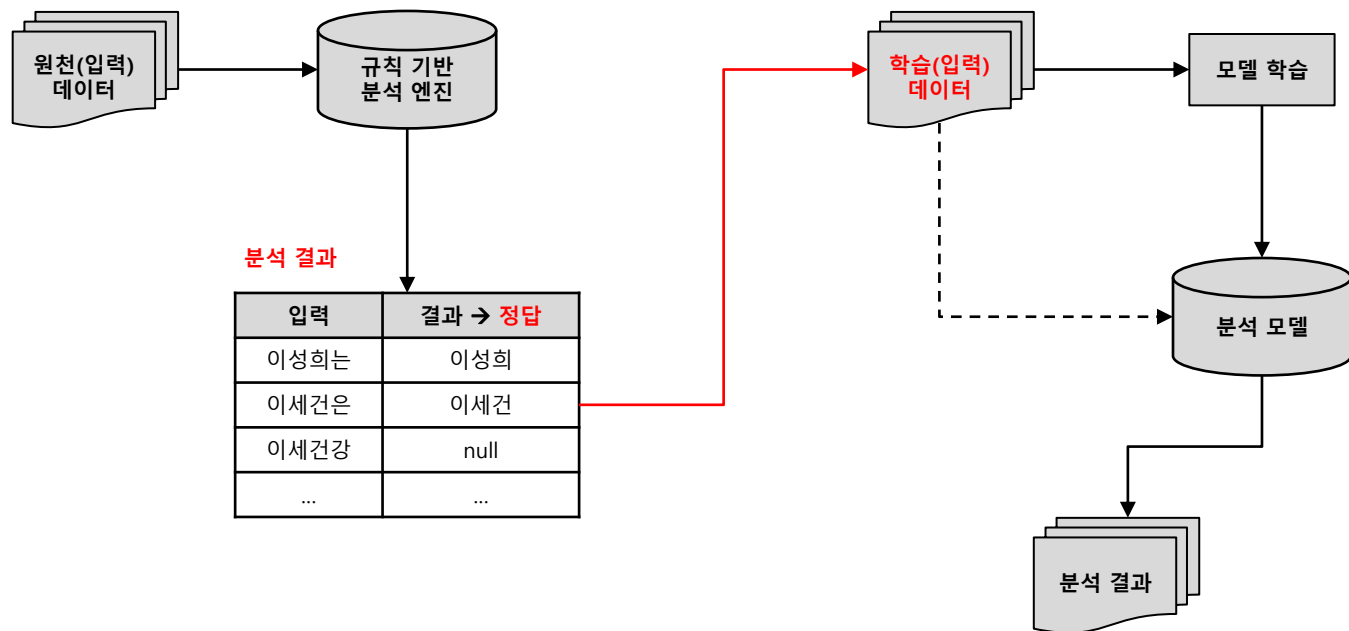 원천(입력)
데이터
규칙 기반
분석 엔진
학습(입력)
데이터
모델 학습
분석 결과
입력 결과 → 정답
이성희는 이성희
이세건은 이세건
이세건강 null
... ...
분석 모델
분석 결과